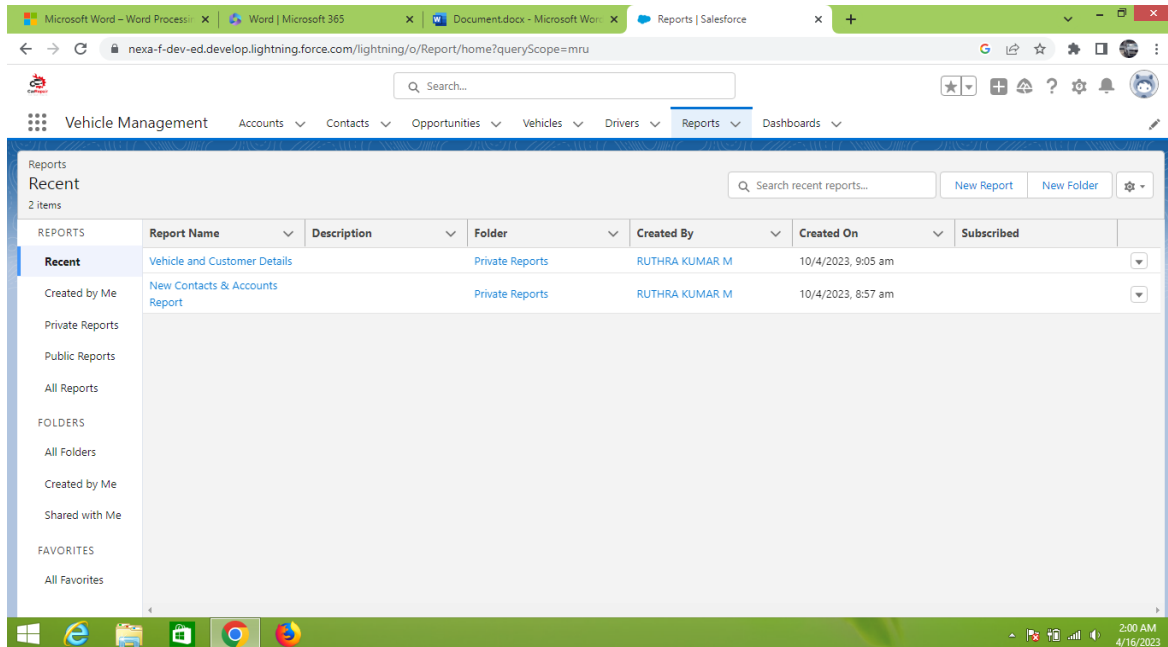 Microsoft Word – Word Processin
Word | Microsoft 365
Document.docx - Microsoft Word
Reports | Salesforce
nexa-f-dev-ed.develop.lightning.force.com/lightning/o/Report/home?queryScope=mru
Search...
Vehicle Management
Accounts
Contacts
Opportunities
Vehicles
Drivers
Reports
Dashboards
Reports
Recent
2 items
Search recent reports...
New Report
New Folder
REPORTS
Recent
Created by Me
Private Reports
Public Reports
All Reports
FOLDERS
All Folders
Created by Me
Shared with Me
FAVORITES
All Favorites
Report Name Description Folder Created By Created On Subscribed
Vehicle and Customer Details Private Reports RUTHRA KUMAR M 10/4/2023, 9:05 am
New Contacts & Accounts
Report Private Reports RUTHRA KUMAR M 10/4/2023, 8:57 am
2:00 AM
4/16/2023